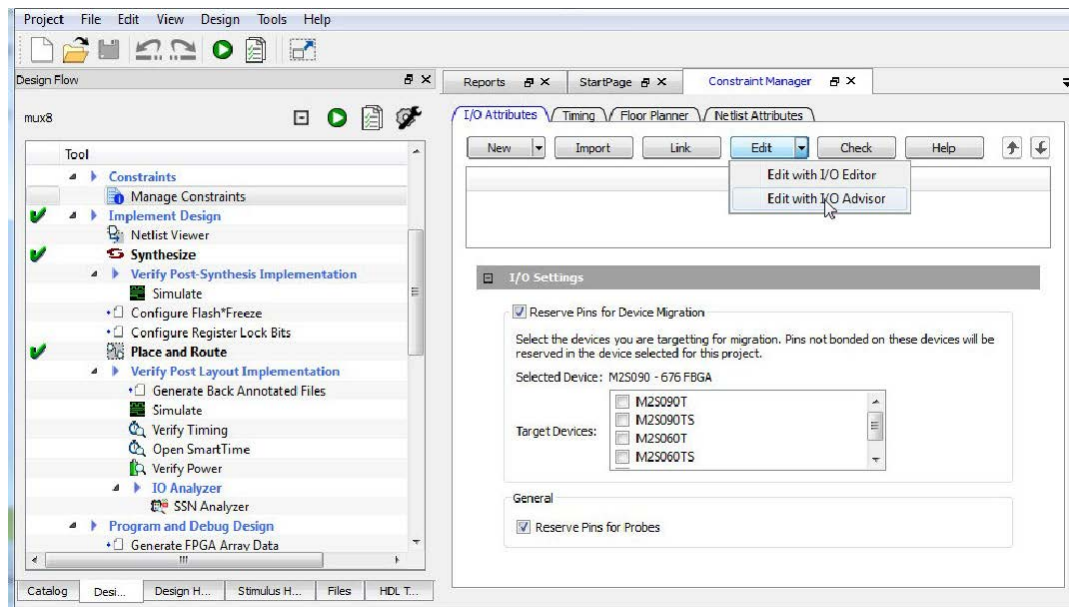 Project File Edit View Design Tools Help
Design Flow
Reports StartPage Constraint Manager
mux8
I/O Attributes Timing Floor Planner Netlist Attributes
New Import Link Edit Check Help
Edit with I/O Editor
Edit with I/O Advisor
Tool
Constraints
Manage Constraints
Implement Design
Netlist Viewer
Synthesize
Verify Post-Synthesis Implementation
Simulate
Configure Flash*Freeze
Configure Register Lock Bits
Place and Route
Verify Post Layout Implementation
Generate Back Annotated Files
Simulate
Verify Timing
Open SmartTime
Verify Power
IO Analyzer
SSN Analyzer
Program and Debug Design
Generate FPGA Array Data
I/O Settings
Reserve Pins for Device Migration
Select the devices you are targetting for migration. Pins not bonded on these devices will be
reserved in the device selected for this project.
Selected Device: M2S090 - 676 FBGA
Target Devices:
M2S090T
M2S090TS
M2S060T
M2S060TS
General
Reserve Pins for Probes
Catalog Desi... Design H... Stimulus H... Files HDL T...